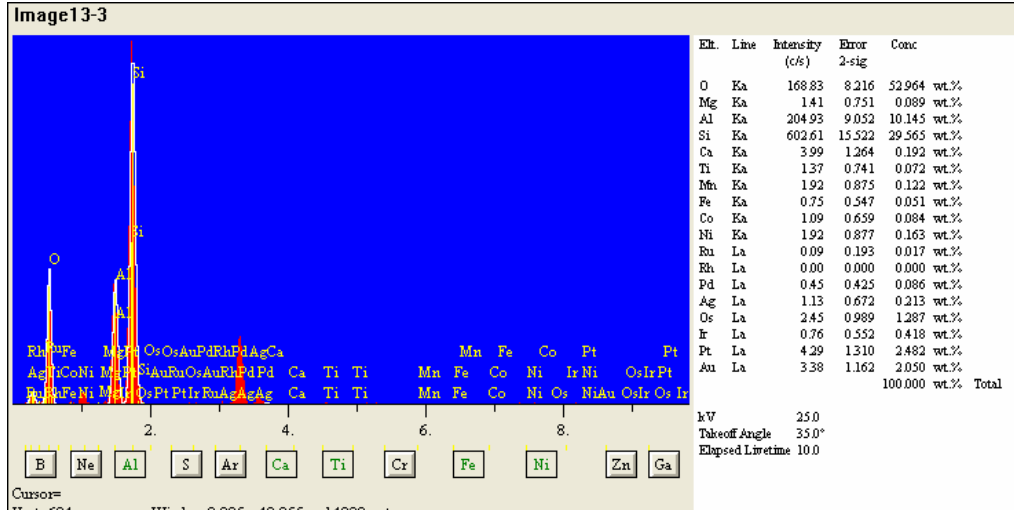 Image13-3
Elt. Line Intensity Error Conc
(c/s) 2-sig
O Ka 168.83 8.216 52.964 wt.%
Mg Ka 1.41 0.751 0.089 wt.%
Al Ka 204.93 9.052 10.145 wt.%
Si Ka 602.61 15.522 29.565 wt.%
Ca Ka 3.99 1.264 0.192 wt.%
Ti Ka 1.37 0.741 0.072 wt.%
Mn Ka 1.92 0.875 0.122 wt.%
Fe Ka 0.75 0.547 0.051 wt.%
Co Ka 1.09 0.659 0.084 wt.%
Ni Ka 1.92 0.877 0.163 wt.%
Ru La 0.09 0.193 0.017 wt.%
Rh La 0.00 0.000 0.000 wt.%
Pd La 0.45 0.425 0.086 wt.%
Ag La 1.13 0.672 0.213 wt.%
Os La 2.45 0.989 1.287 wt.%
Ir La 0.76 0.552 0.418 wt.%
Pt La 4.29 1.310 2.482 wt.%
Au La 3.38 1.162 2.050 wt.%
100.000 wt.% Total
kV 25.0
Takeoff Angle 35.0°
Elapsed Livetime 10.0
Si
Si
O
Al
Al
Mn Fe Co Pt Pt
Ca Ti Ti Mn Fe Co Ni Ir Ni OsIr Pt
Ca Ti Ti Mn Fe Co Ni Os NiAu OsIr Os Ir
2. 4. 6. 8.
B Ne Al S Ar Ca Ti Cr Fe Ni Zn Ga
Cursor=